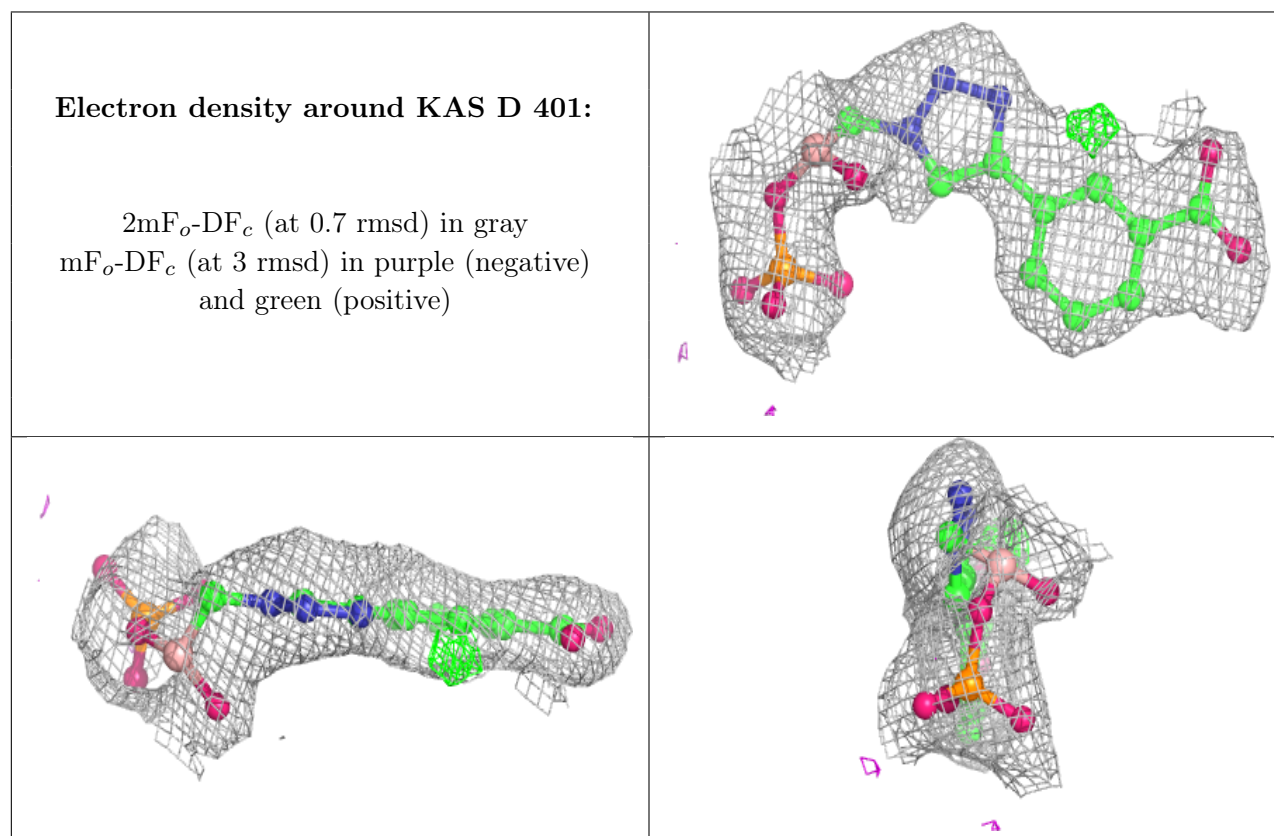 Electron density around KAS D 401:
2mFo-DFc (at 0.7 rmsd) in gray
mFo-DFc (at 3 rmsd) in purple (negative)
and green (positive)